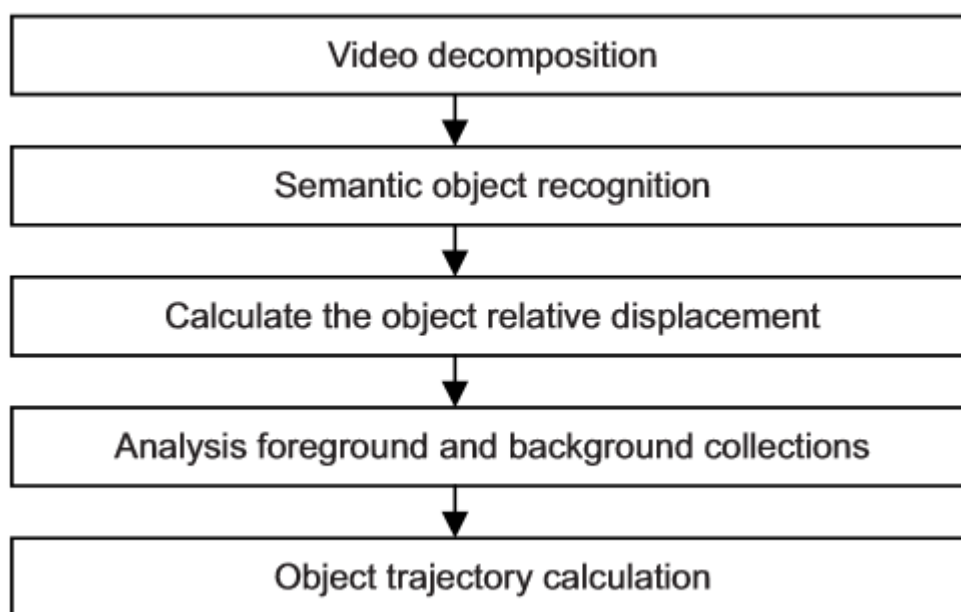 Video decomposition
Semantic object recognition
Calculate the object relative displacement
Analysis foreground and background collections
Object trajectory calculation